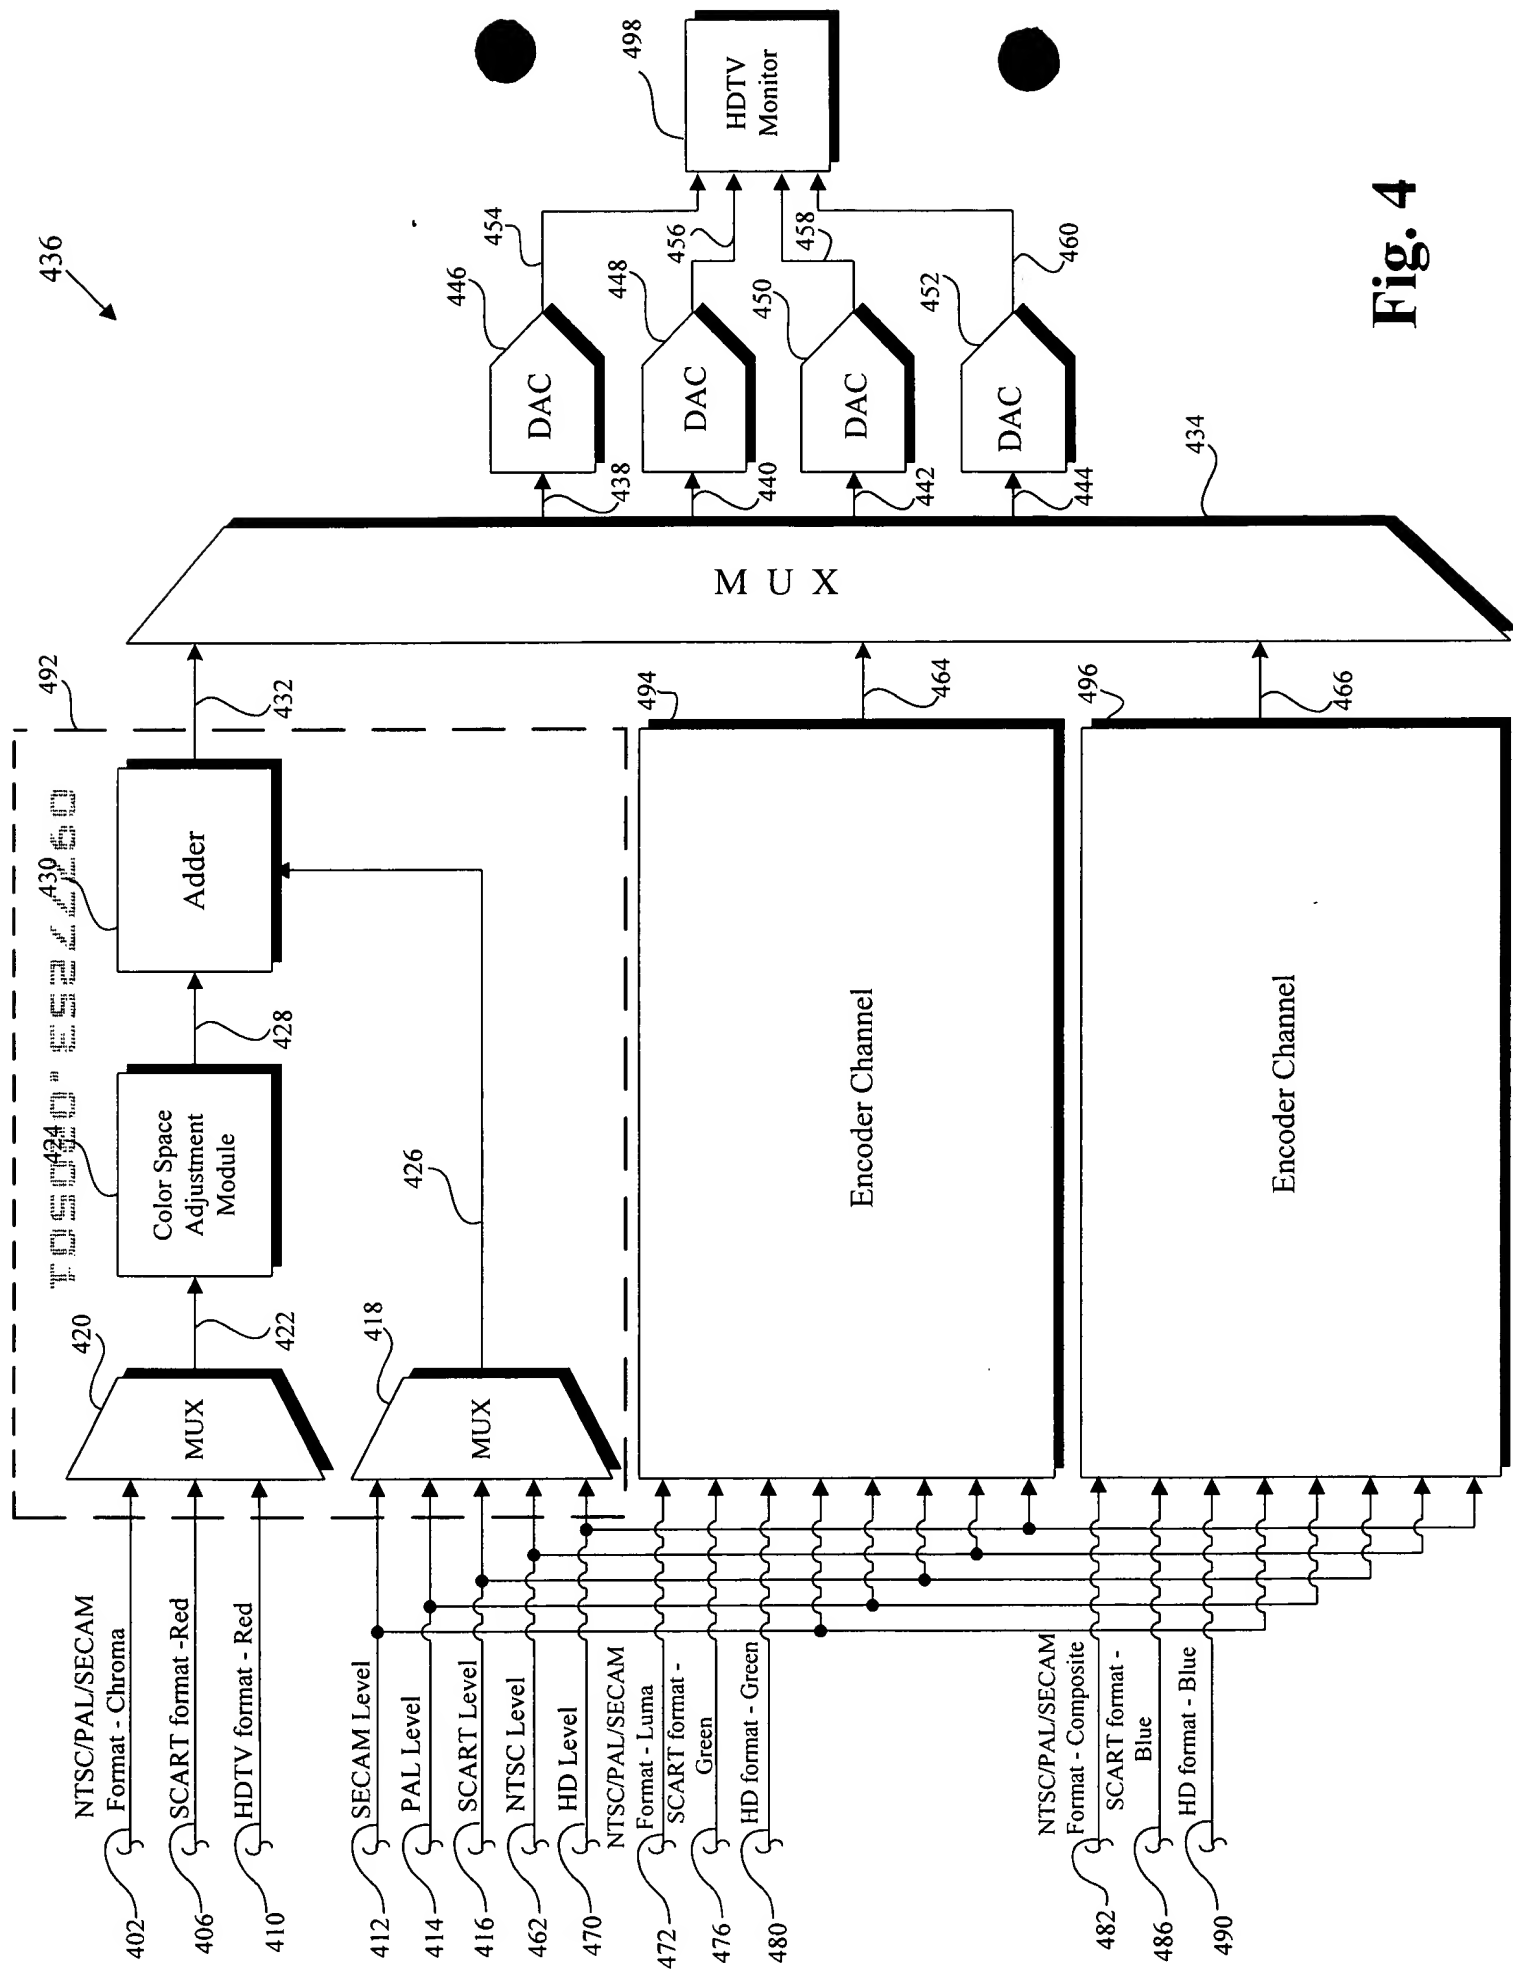 436
492
420
MUX
422
424
Color Space
Adjustment
Module
428
430
Adder
432
418
MUX
426
NTSC/PAL/SECAM
Format - Chroma
402
SCART format -Red
406
HDTV format - Red
410
SECAM Level
412
PAL Level
414
SCART Level
416
NTSC Level
462
HD Level
470
NTSC/PAL/SECAM
Format - Luma
472
SCART format -
Green
476
HD format - Green
480
NTSC/PAL/SECAM
Format - Composite
482
SCART format -
Blue
486
HD format - Blue
490
494
Encoder Channel
464
496
Encoder Channel
466
M U X
434
438
DAC
446
454
440
DAC
448
456
442
DAC
450
458
444
DAC
452
460
HDTV
Monitor
498
Fig. 4